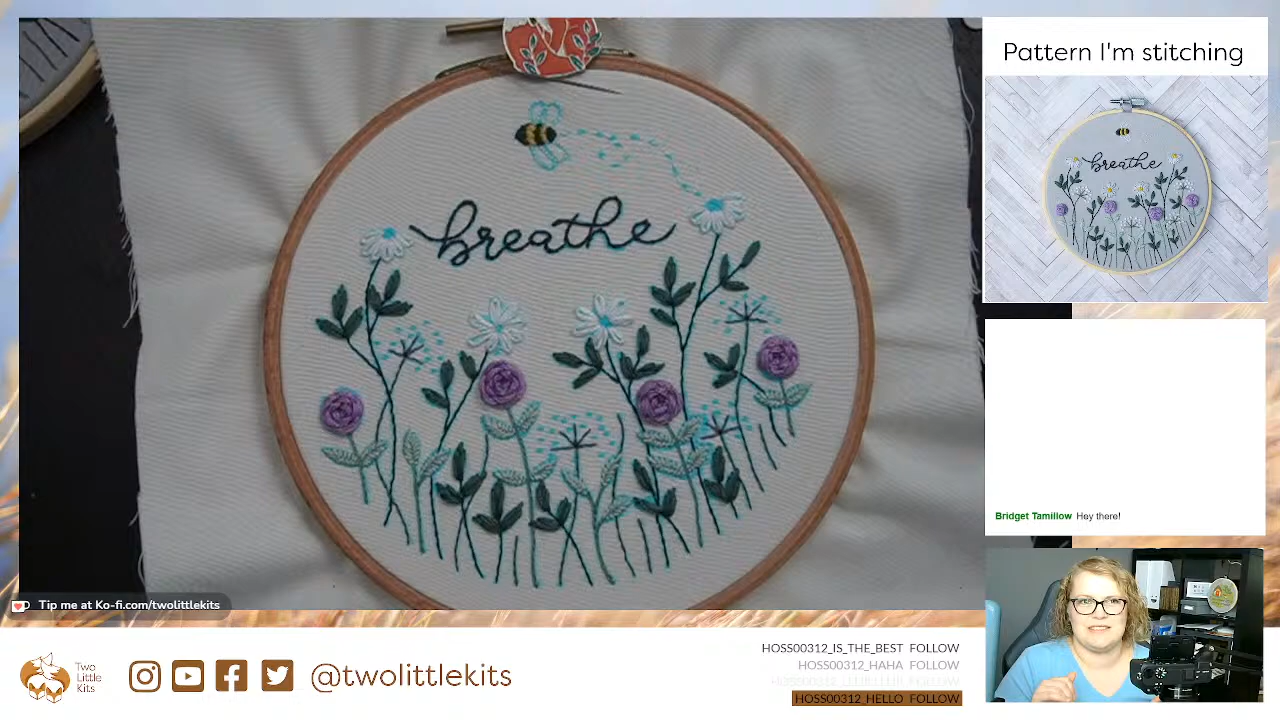 Pattern I'm stitching
breathe
breathe
Bridget Tamillow Hey there!
Tip me at Ko-fi.com/twolittlekits
Two
Little
Kits
@twolittlekits
HOSS00312_IS_THE_BEST FOLLOW
HOSS00312_HAHA FOLLOW
HOSS00312_HELLO FOLLOW